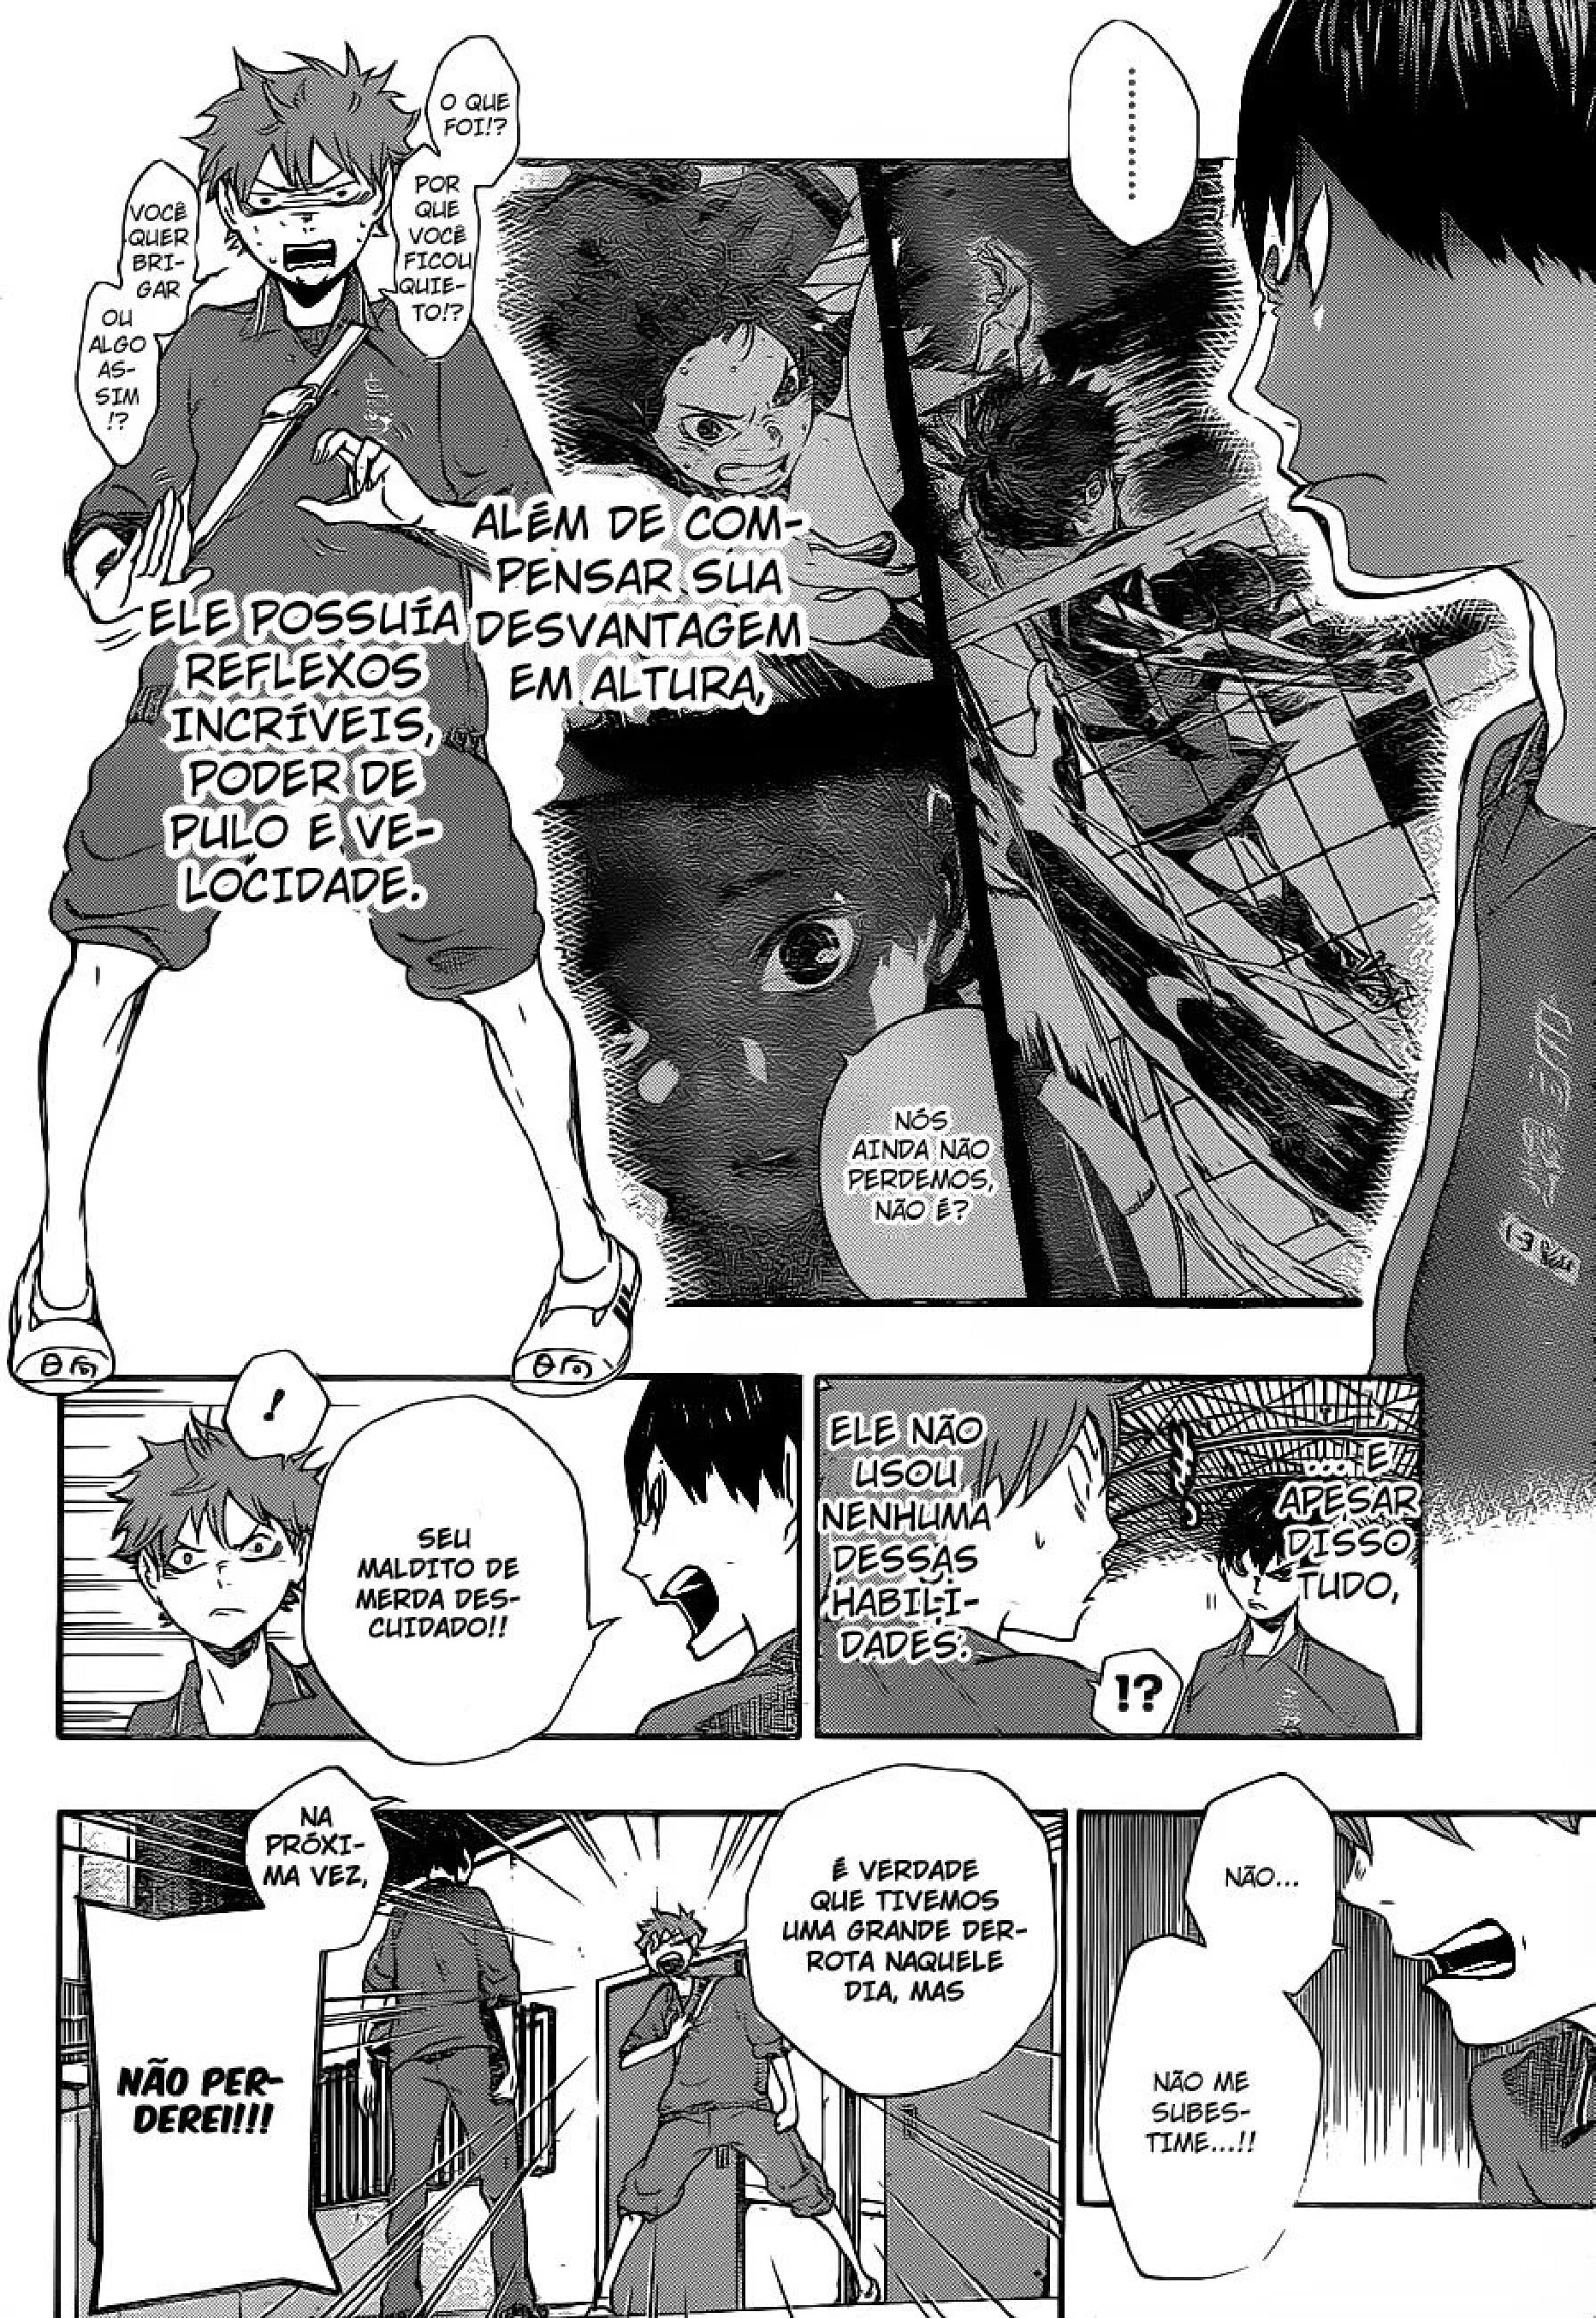 .........
O QUE
FOI!?
POR
QUE
VOCÊ
FICOU
QUIE-
TO!?
VOCÊ
QUER
BRI-
GAR
OU
ALGO
AS-
SIM
!?
ALÉM DE COM-
PENSAR SUA
DESVANTAGEM
EM ALTURA,
ELE POSSUÍA
REFLEXOS
INCRÍVEIS,
PODER DE
PULO E VE-
LOCIDADE.
NÓS
AINDA NÃO
PERDEMOS,
NÃO É?
... E
APESAR
DISSO
TUDO,
ELE NÃO
USOU
NENHUMA
DESSAS
HABILI-
DADES.
!?
SEU
MALDITO DE
MERDA DES-
CUIDADO!!
!
NÃO...
NÃO ME
SUBES-
TIME...!!
É VERDADE
QUE TIVEMOS
UMA GRANDE DER-
ROTA NAQUELE
DIA, MAS
NA
PRÓXI-
MA VEZ,
NÃO PER-
DEREI!!!